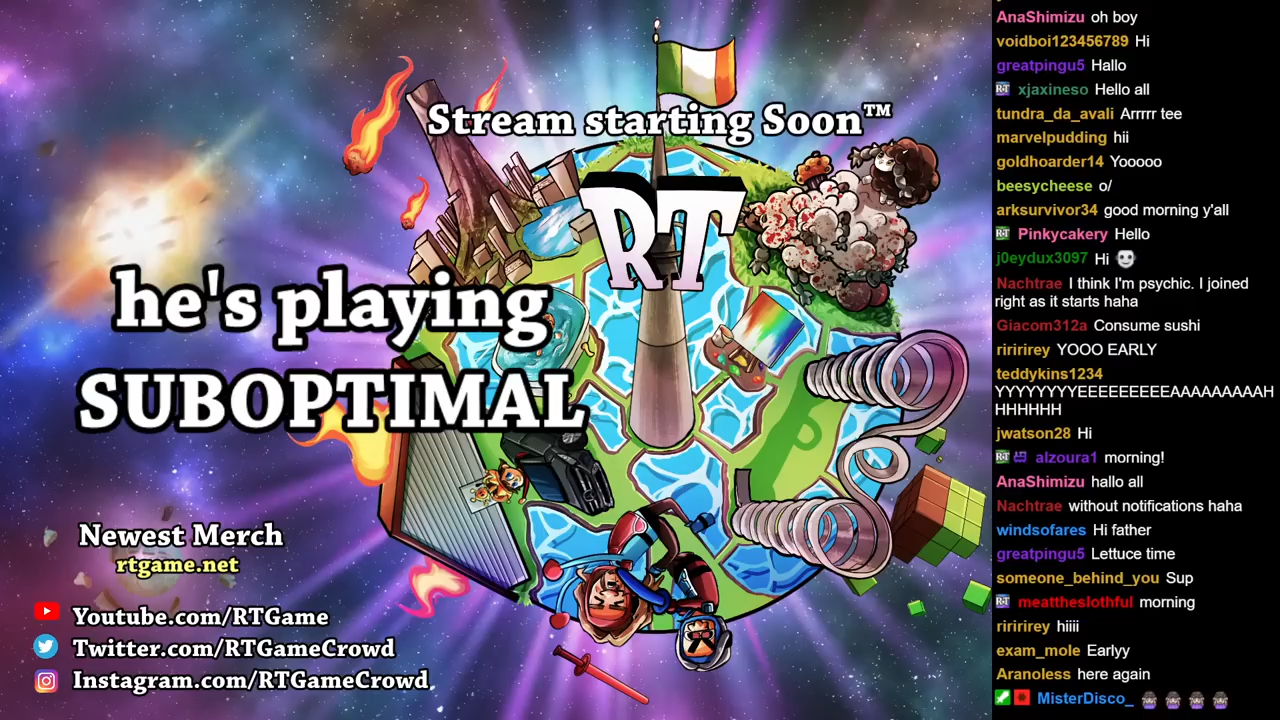 Stream starting Soon™
RT
he's playing
SUBOPTIMAL
Newest Merch
rtgame.net
Youtube.com/RTGame
Twitter.com/RTGameCrowd
Instagram.com/RTGameCrowd
AnaShimizu oh boy
voidboi123456789 Hi
greatpingu5 Hallo
xjaxineso Hello all
tundra_da_avali Arrrrr tee
marvelpudding hii
goldhoarder14 Yooooo
beesycheese o/
arksurvivor34 good morning y'all
Pinkycakery Hello
j0eydux3097 Hi
Nachtrae I think I'm psychic. I joined
right as it starts haha
Giacom312a Consume sushi
riririrey YOOO EARLY
teddykins1234
YYYYYYYYEEEEEEEEEEAAAAAAAAAH
HHHHHH
jwatson28 Hi
alzoura1 morning!
AnaShimizu hallo all
Nachtrae without notifications haha
windsofares Hi father
greatpingu5 Lettuce time
someone_behind_you Sup
meattheslothful morning
riririrey hiiii
exam_mole Earlyy
Aranoless here again
MisterDisco_